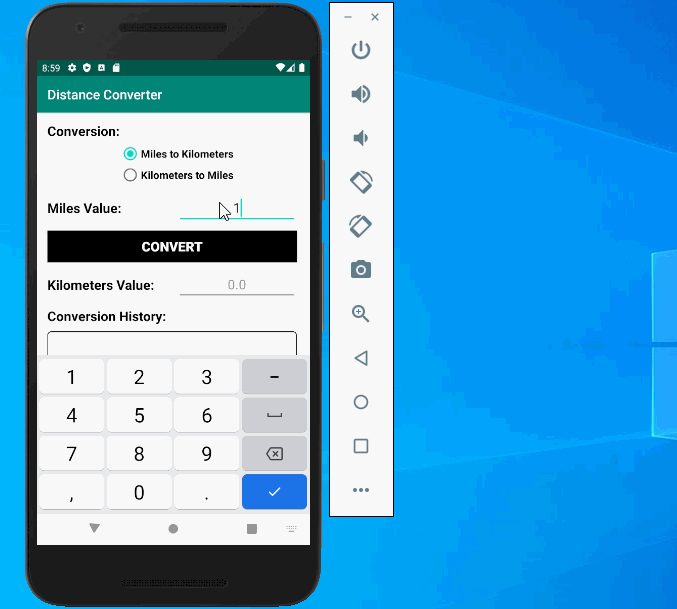 8:59
Distance Converter
Conversion:
Miles to Kilometers
Kilometers to Miles
Miles Value: 1
CONVERT
Kilometers Value: 0.0
Conversion History:
1 2 3 -
4 5 6
7 8 9
, 0 .